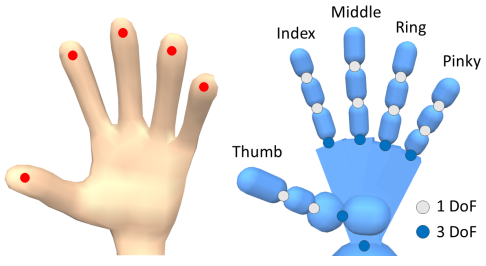 Middle
Index
Ring
Pinky
Thumb
1 DoF
3 DoF